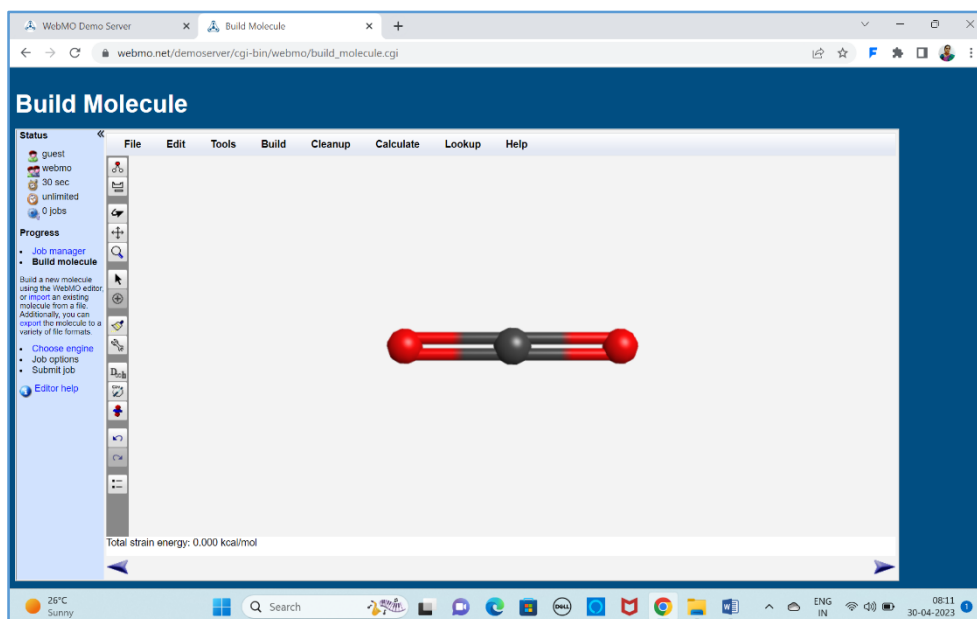 WebMO Demo Server
Build Molecule
webmo.net/demoserver/cgi-bin/webmo/build_molecule.cgi
F
Build Molecule
Status
guest
webmo
30 sec
unlimited
0 jobs
Progress
Job manager
Build molecule
Build a new molecule
using the WebMO editor,
or import an existing
molecule from a file.
Additionally, you can
export the molecule to a
variety of file formats.
Choose engine
Job options
Submit job
Editor help
File Edit Tools Build Cleanup Calculate Lookup Help
D∞h
Total strain energy: 0.000 kcal/mol
26°C
Sunny
Search
DELL
W
ENG
IN
08:11
30-04-2023
1